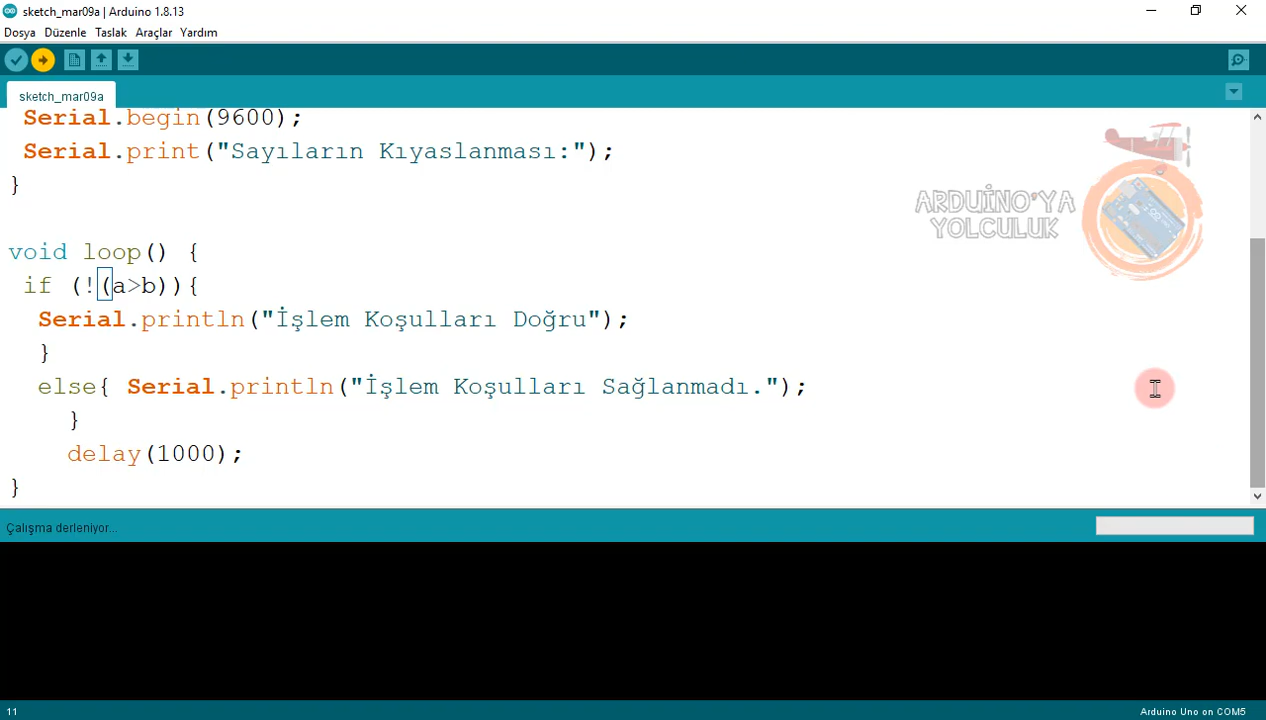 sketch_mar09a | Arduino 1.8.13
Dosya Düzenle Taslak Araçlar Yardım
sketch_mar09a
Serial.begin(9600);
Serial.print("Sayıların Kıyaslanması:");
}
ARDUİNO'YA
YOLCULUK
void loop() {
if (!(a>b)){
Serial.println("İşlem Koşulları Doğru");
}
else{ Serial.println("İşlem Koşulları Sağlanmadı.");
}
delay(1000);
}
Çalışma derleniyor...
11
Arduino Uno on COM5